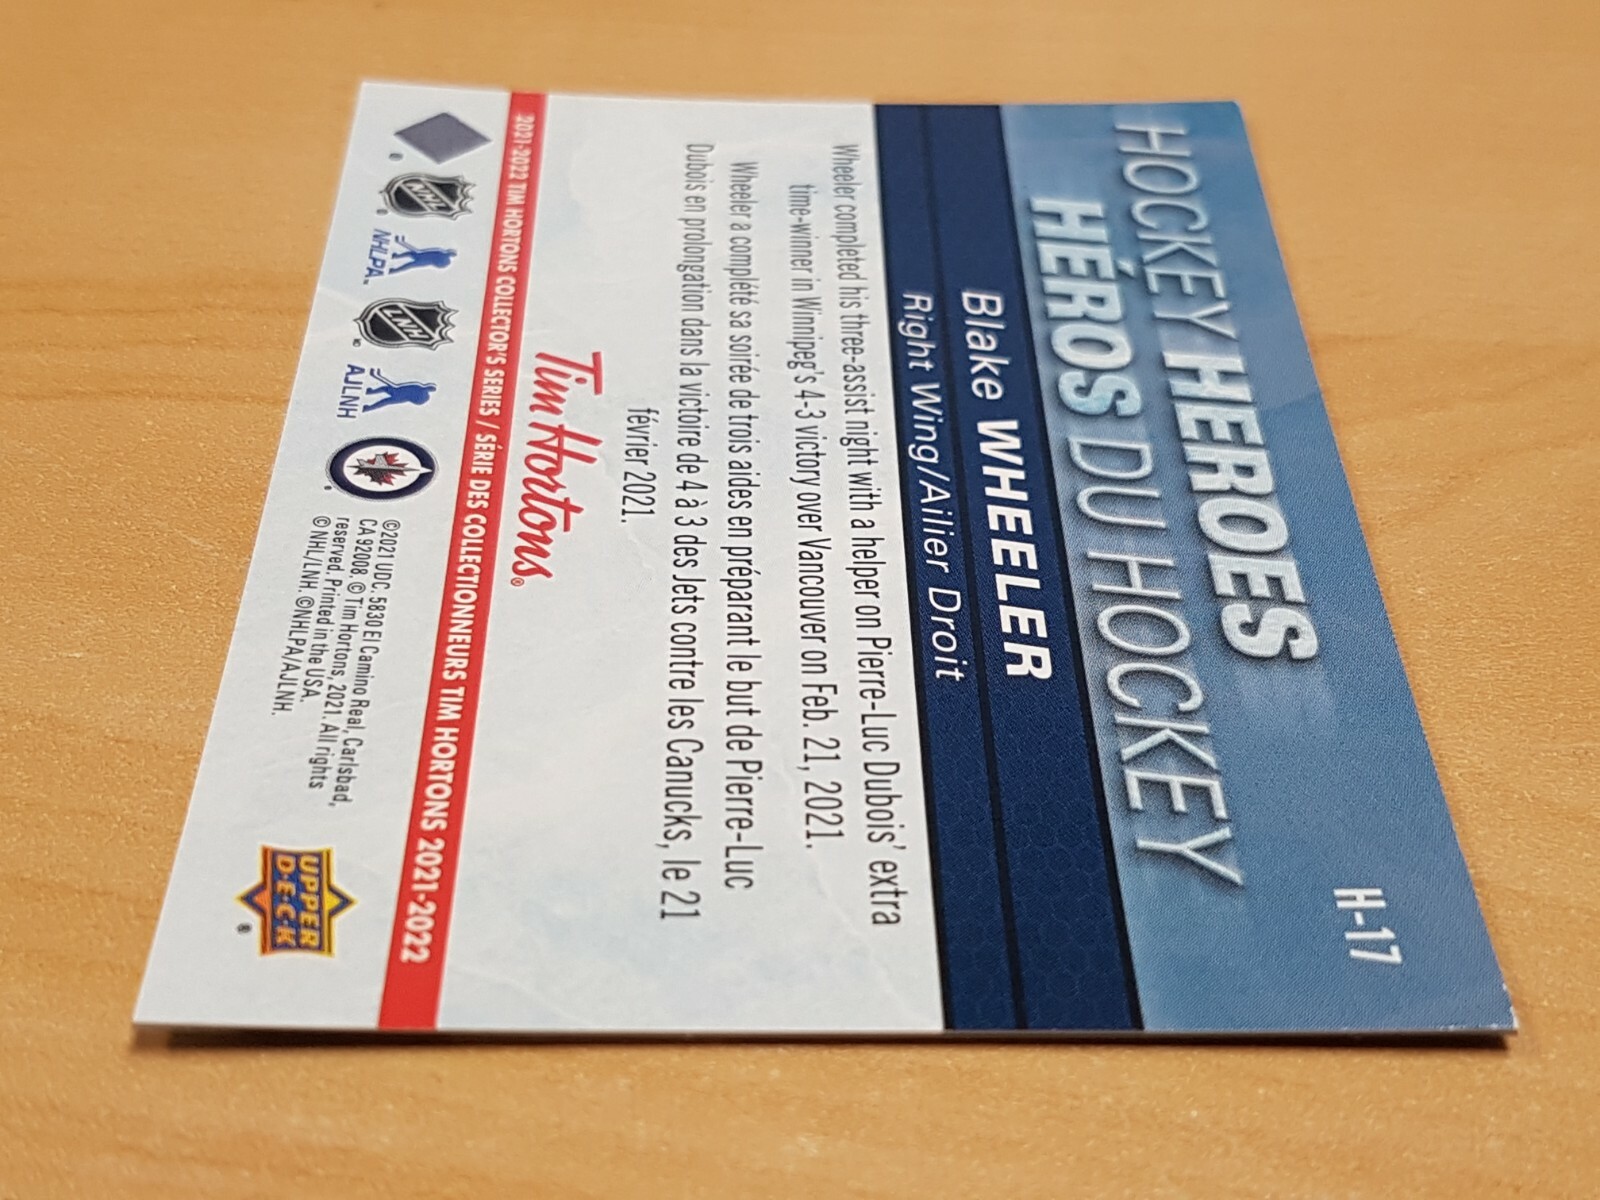 H-17
HOCKEY HEROES
HÉROS DU HOCKEY
Blake WHEELER
Right Wing/Ailier Droit
Wheeler completed his three-assist night with a helper on Pierre-Luc Dubois' extra
time-winner in Winnipeg's 4-3 victory over Vancouver on Feb. 21, 2021.
Wheeler a complété sa soirée de trois aides en préparant le but de Pierre-Luc
Dubois en prolongation dans la victoire de 4 à 3 des Jets contre les Canucks, le 21
février 2021.
Tim Hortons®
2021-2022 TIM HORTONS COLLECTOR'S SERIES / SÉRIE DES COLLECTIONNEURS TIM HORTONS 2021-2022
NHL
NHLPA™
LNH
AJLNH
©2021 UDC. 5830 El Camino Real, Carlsbad,
CA 92008. © Tim Hortons, 2021. All rights
reserved. Printed in the USA.
© NHL/LNH. ©NHLPA/AJLNH.
UPPER
D·E·C·K